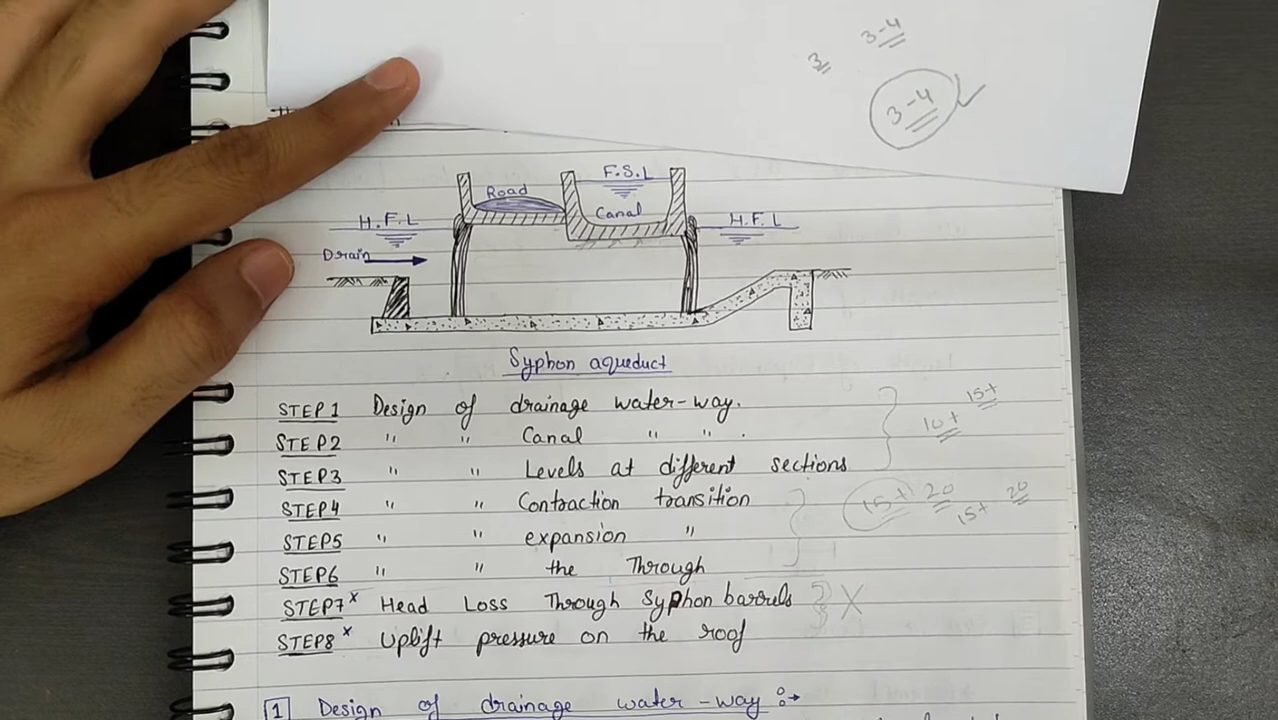 3-4
3
3-4
F.S.L
Road
Canal
H.F.L
H.F.L
Drain
Syphon aqueduct
STEP1 Design of drainage water-way.
STEP2 " " Canal " " .
STEP3 " " Levels at different sections
STEP4 " " Contraction transition
STEP5 " " expansion "
STEP6 " " the Through
STEP7 x Head Loss Through Syphon barrels X
STEP8 x Uplift pressure on the roof
10+ 15+
15+ 20
15+ 20
1 Design of drainage water-way :→